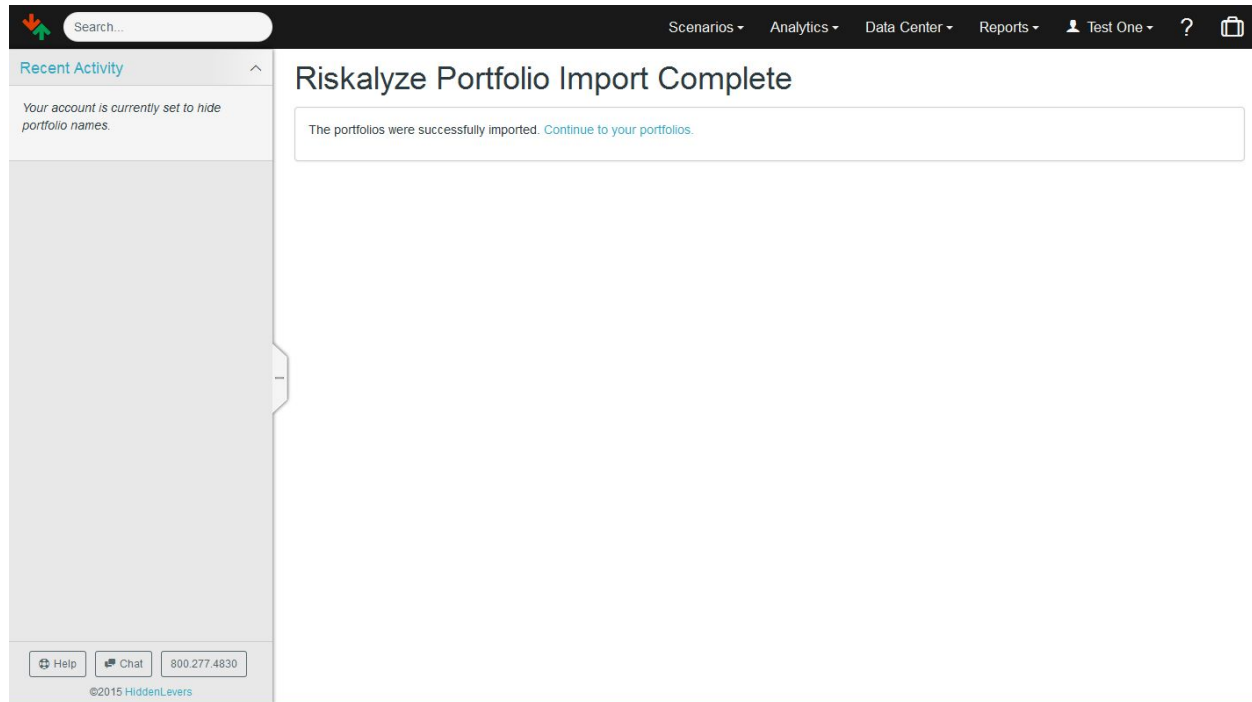 Search...
Scenarios
Analytics
Data Center
Reports
Test One
?
Recent Activity
Your account is currently set to hide
portfolio names.
Riskalyze Portfolio Import Complete
The portfolios were successfully imported. Continue to your portfolios.
Help
Chat
800.277.4830
©2015 HiddenLevers